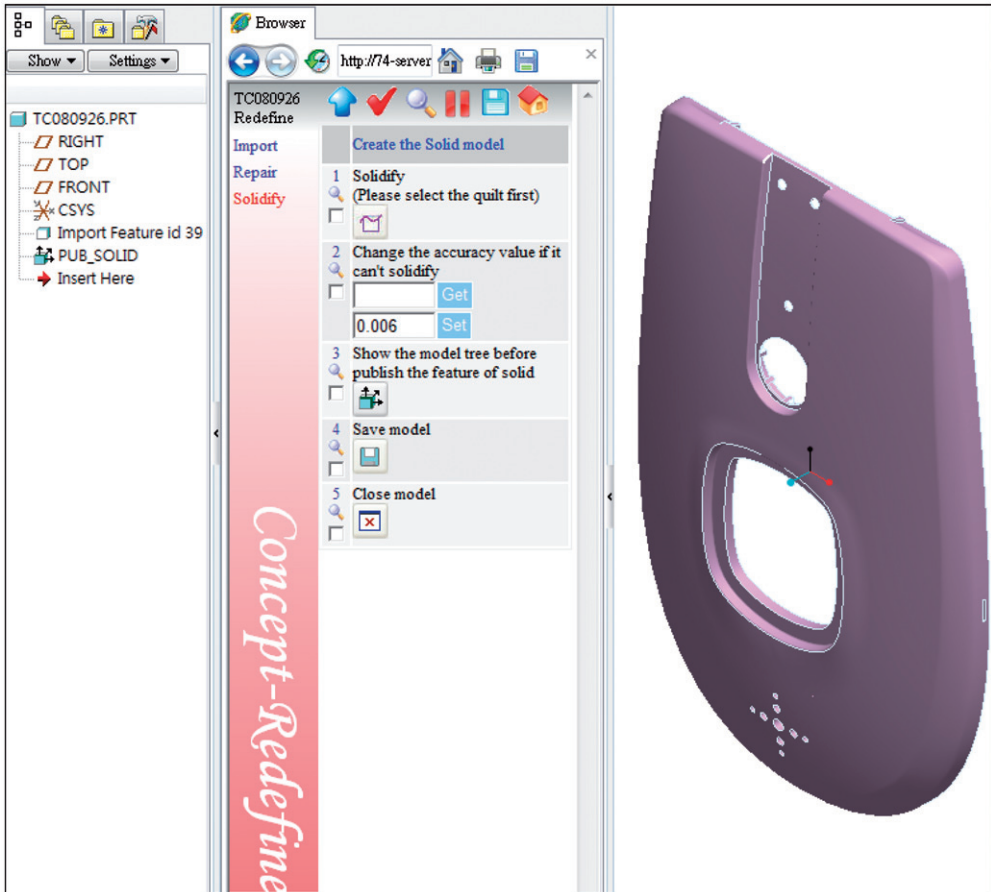 Show ▾
Settings ▾
TC080926.PRT
RIGHT
TOP
FRONT
CSYS
Import Feature id 39
PUB_SOLID
Insert Here
Browser
http://74-server
TC080926
Redefine
Import
Repair
Solidify
Concept-Redefine
Create the Solid model
1 Solidify
(Please select the quilt first)
2 Change the accuracy value if it
can't solidify
Get
0.006 Set
3 Show the model tree before
publish the feature of solid
4 Save model
5 Close model